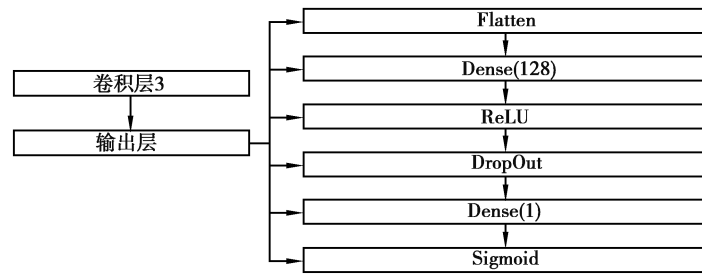 卷积层3
输出层
Flatten
Dense(128)
ReLU
DropOut
Dense(1)
Sigmoid